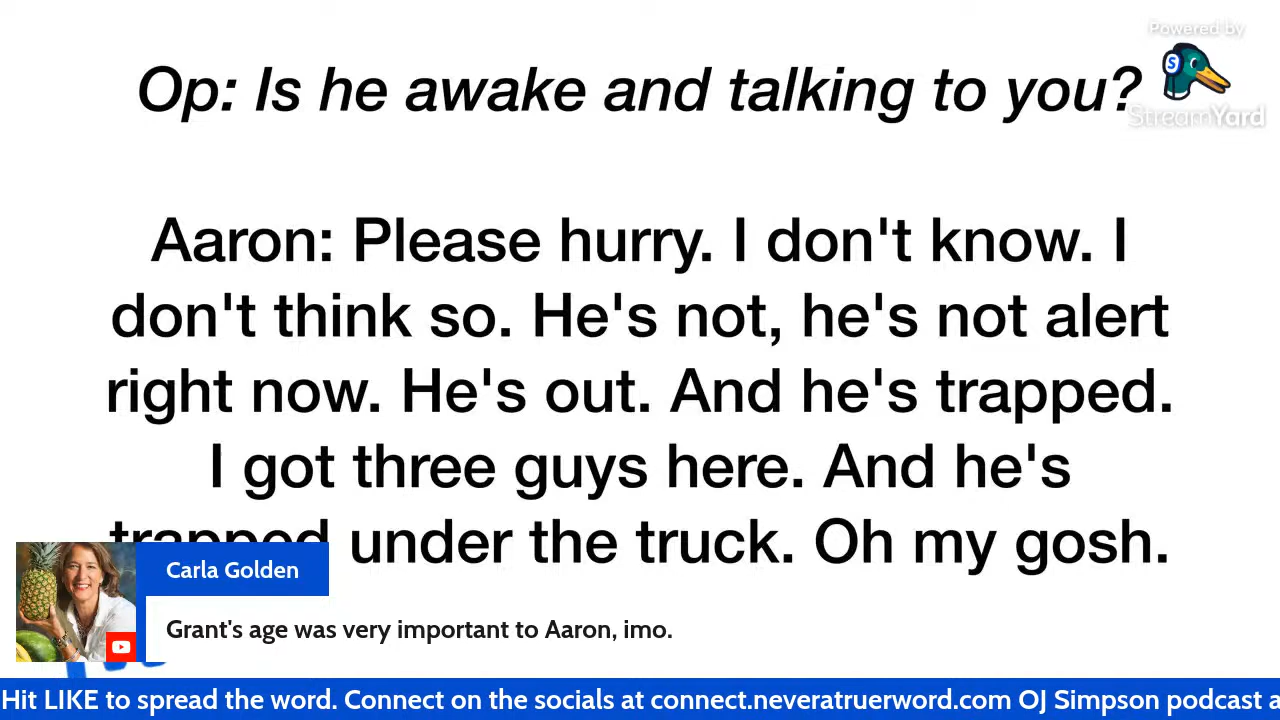 Powered by
StreamYard
Op: Is he awake and talking to you?
Aaron: Please hurry. I don't know. I
don't think so. He's not, he's not alert
right now. He's out. And he's trapped.
I got three guys here. And he's
trapped under the truck. Oh my gosh.
Carla Golden
Grant's age was very important to Aaron, imo.
Hit LIKE to spread the word. Connect on the socials at connect.neveratruerword.com OJ Simpson podcast a